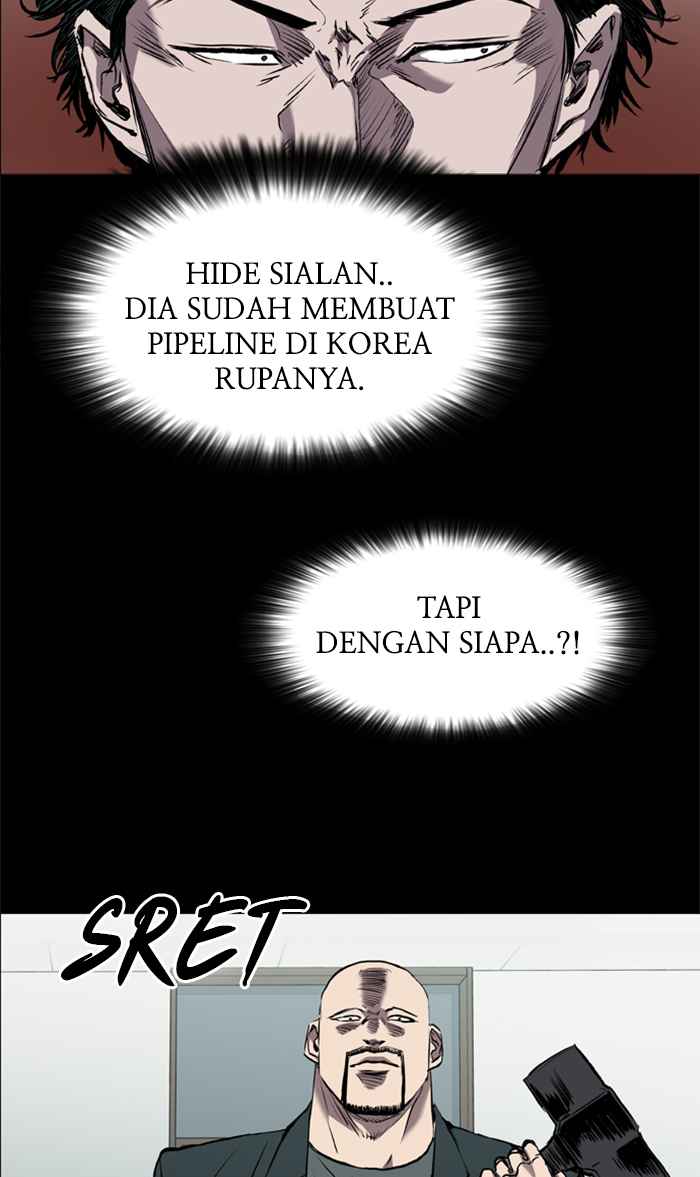 HIDE SIALAN..
DIA SUDAH MEMBUAT
PIPELINE DI KOREA
RUPANYA.
TAPI
DENGAN SIAPA..?!
SRET